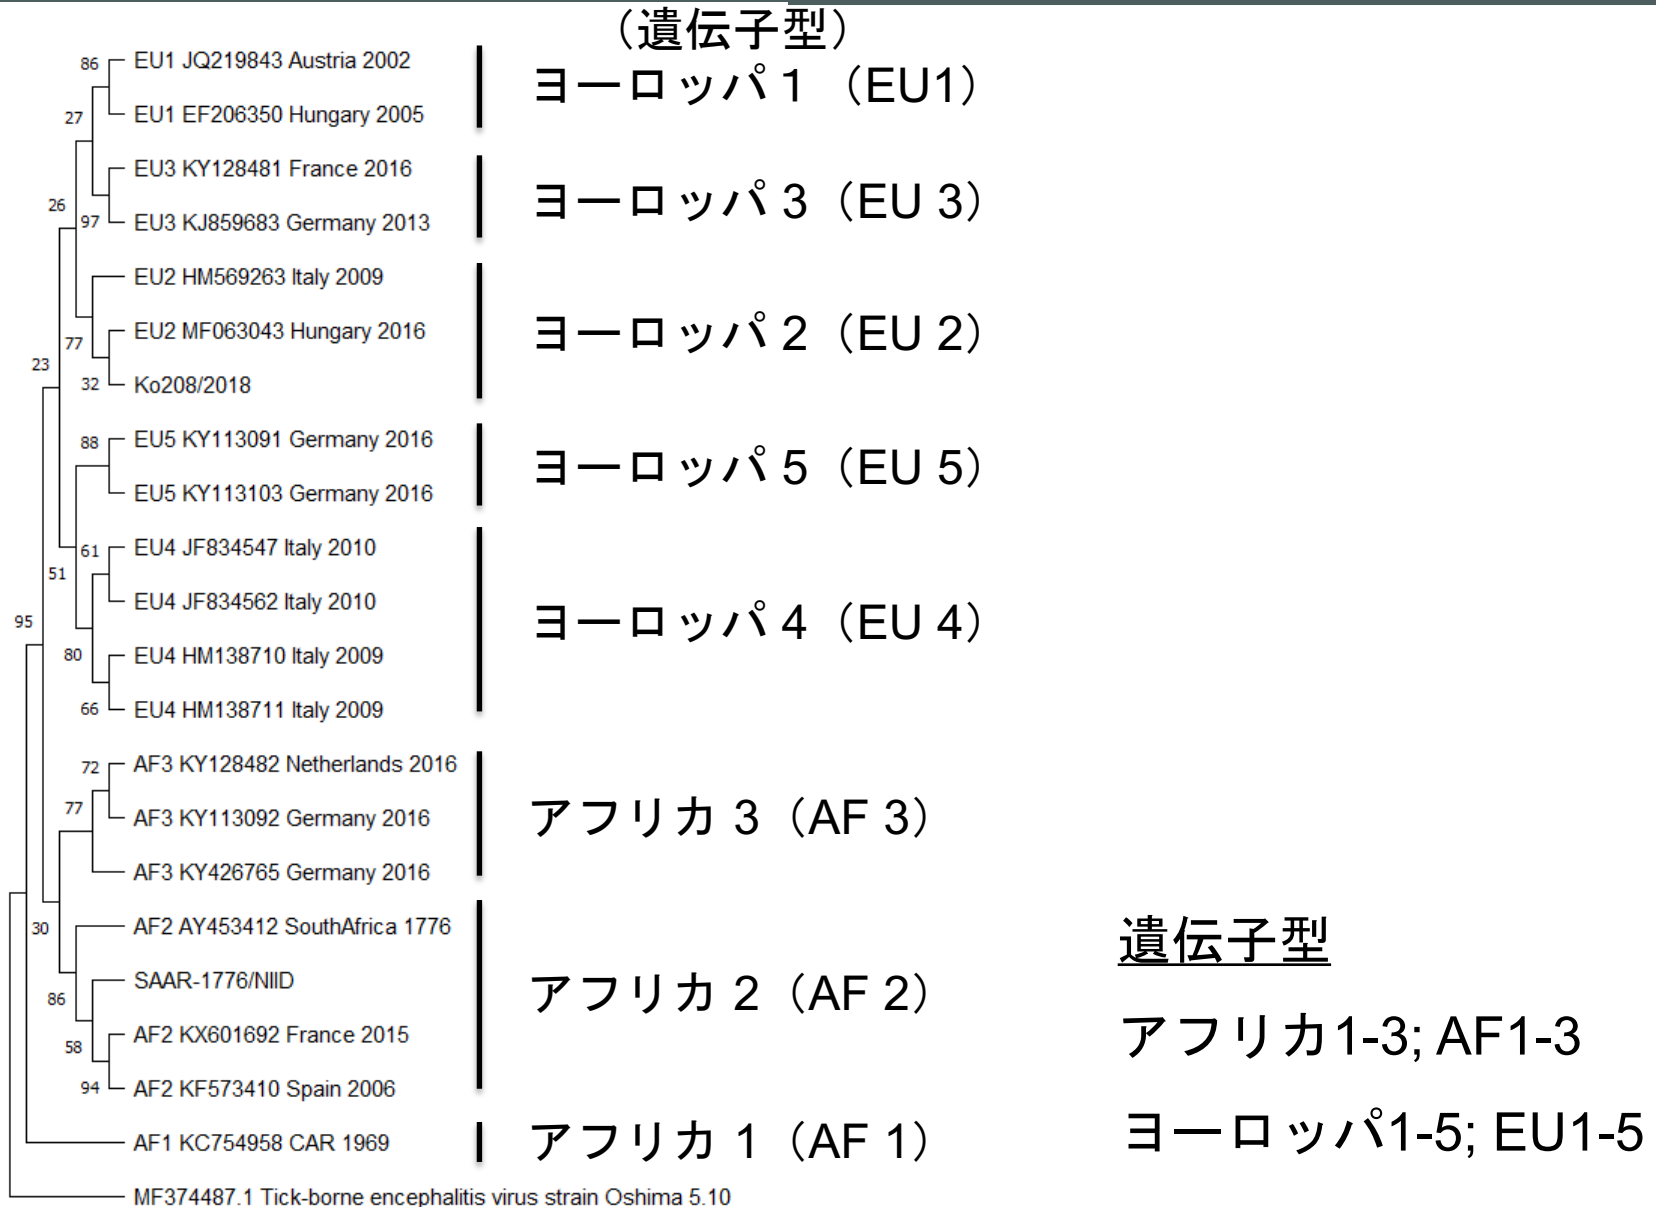 （遺伝子型）
86
EU1 JQ219843 Austria 2002
ヨーロッパ 1 （EU1）
27
EU1 EF206350 Hungary 2005
EU3 KY128481 France 2016
ヨーロッパ 3（EU 3）
26
97
EU3 KJ859683 Germany 2013
EU2 HM569263 Italy 2009
77
EU2 MF063043 Hungary 2016
ヨーロッパ 2（EU 2）
23
32
Ko208/2018
88
EU5 KY113091 Germany 2016
ヨーロッパ 5（EU 5）
EU5 KY113103 Germany 2016
61
EU4 JF834547 Italy 2010
51
EU4 JF834562 Italy 2010
ヨーロッパ 4（EU 4）
95
80
EU4 HM138710 Italy 2009
66
EU4 HM138711 Italy 2009
72
AF3 KY128482 Netherlands 2016
77
AF3 KY113092 Germany 2016
アフリカ 3（AF 3）
AF3 KY426765 Germany 2016
30
AF2 AY453412 SouthAfrica 1776
86
SAAR-1776/NIID
アフリカ 2（AF 2）
58
AF2 KX601692 France 2015
94
AF2 KF573410 Spain 2006
AF1 KC754958 CAR 1969
アフリカ 1（AF 1）
MF374487.1 Tick-borne encephalitis virus strain Oshima 5.10
遺伝子型
アフリカ1-3; AF1-3
ヨーロッパ1-5; EU1-5